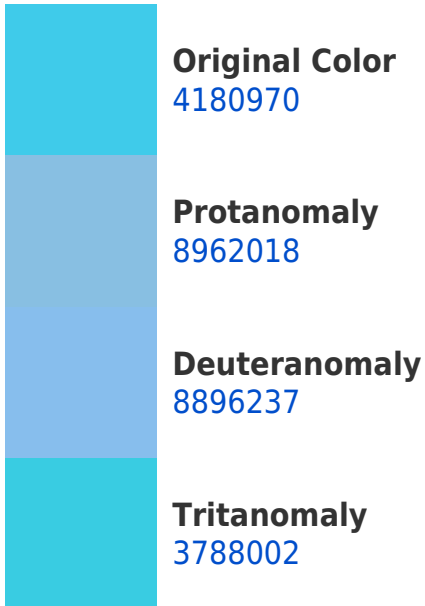 Original Color
4180970
Protanomaly
8962018
Deuteranomaly
8896237
Tritanomaly
3788002